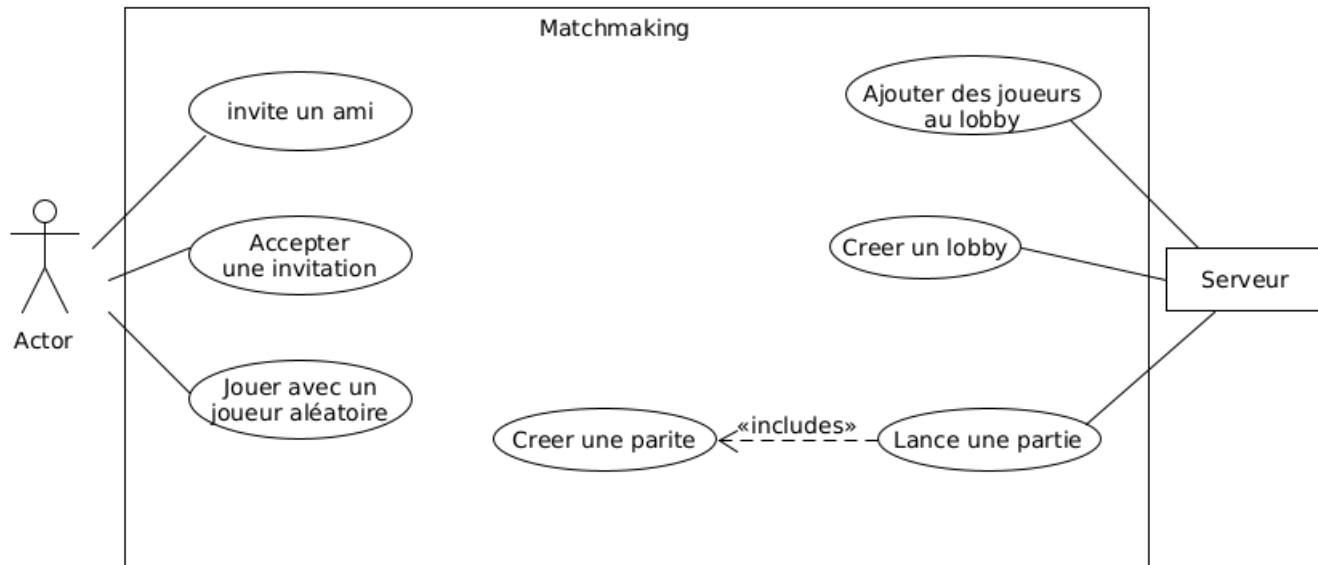 Matchmaking
invite un ami
Ajouter des joueurs
au lobby
Accepter
une invitation
Creer un lobby
Serveur
Actor
Jouer avec un
joueur aléatoire
Creer une parite
«includes»
Lance une partie